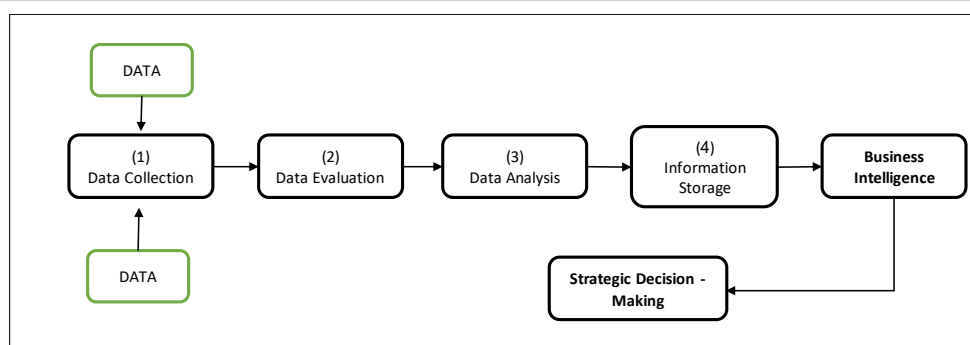 DATA
(1)
Data Collection
(2)
Data Evaluation
(3)
Data Analysis
(4)
Information
Storage
Business
Intelligence
DATA
Strategic Decision -
Making